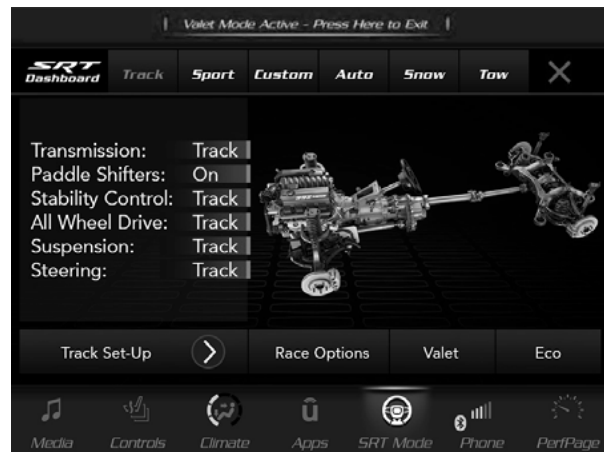 Valet Mode Active - Press Here to Exit
SRT Dashboard Track Sport Custom Auto Snow Tow
Transmission: Track
Paddle Shifters: On
Stability Control: Track
All Wheel Drive: Track
Suspension: Track
Steering: Track
Track Set-Up Race Options Valet Eco
Media Controls Climate Apps SRT Mode Phone PerfPage